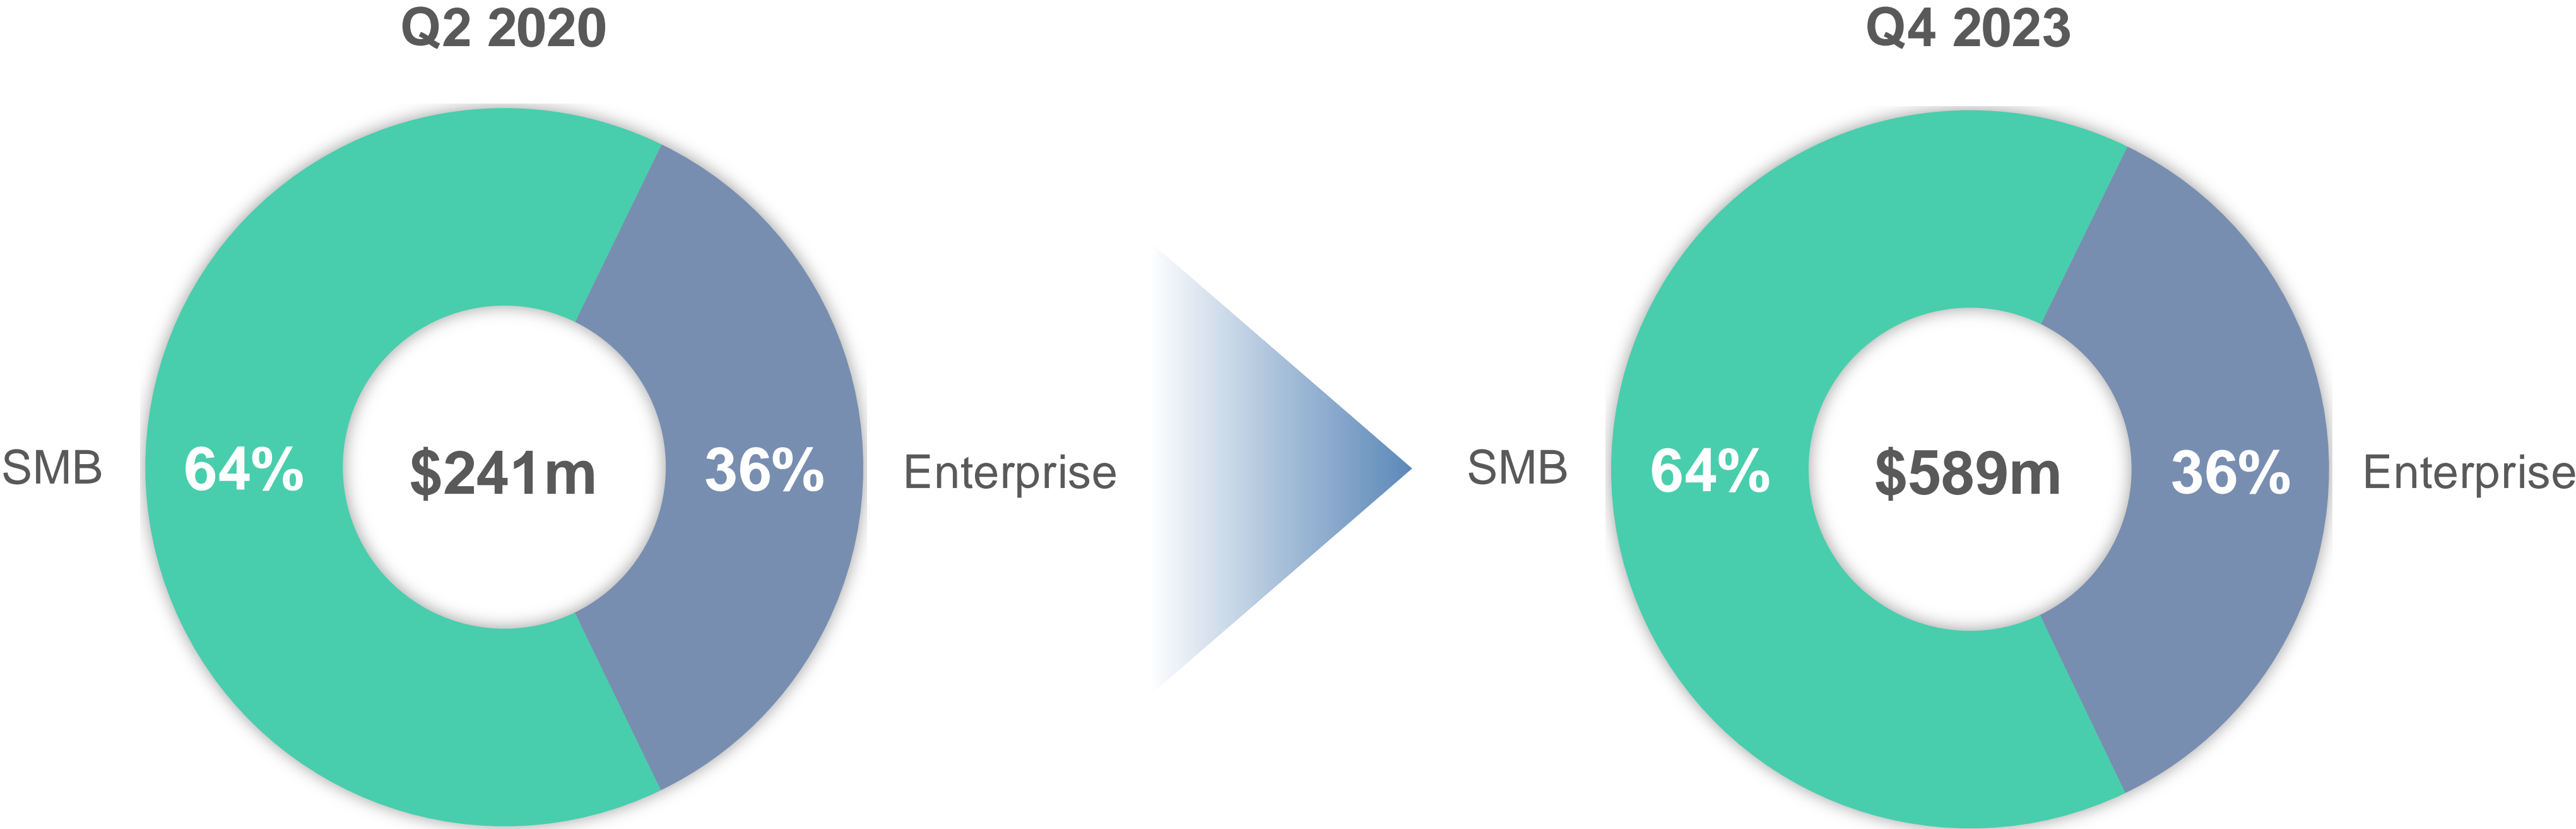 Q2 2020
SMB
64%
$241m
36%
Enterprise
Q4 2023
SMB
64%
$589m
36%
Enterprise